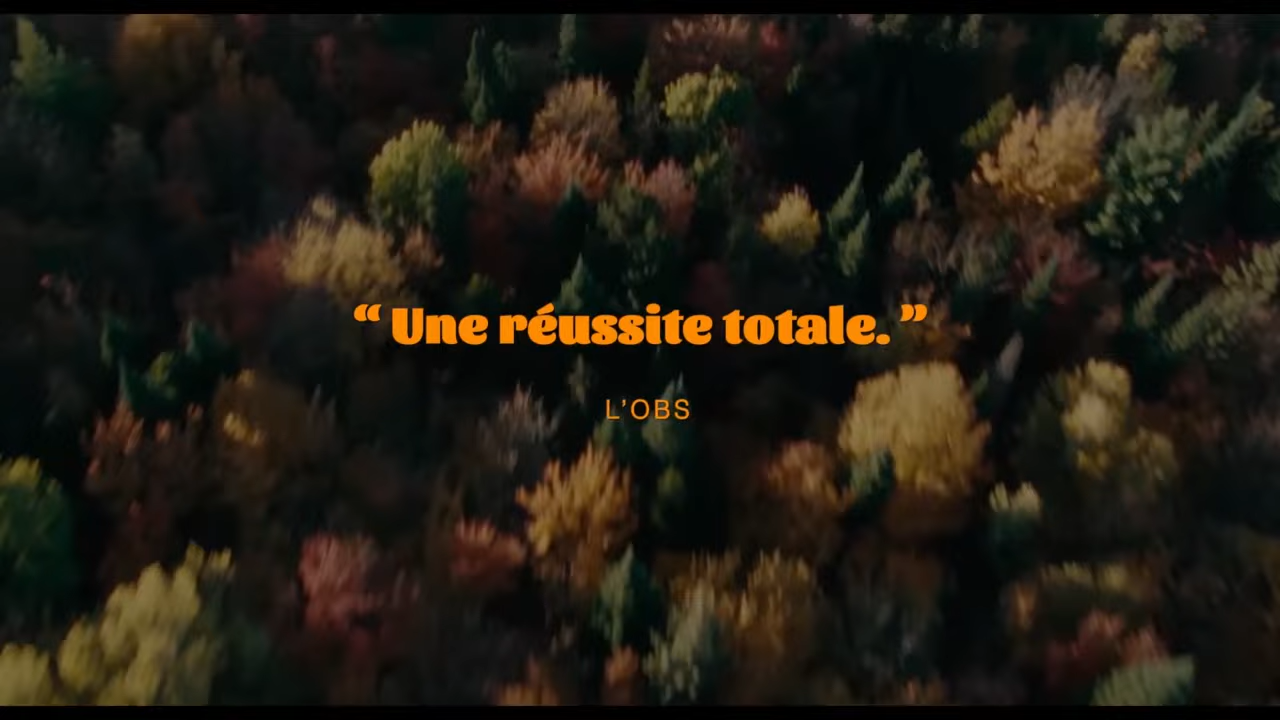 “ Une réussite totale. ”
L’OBS